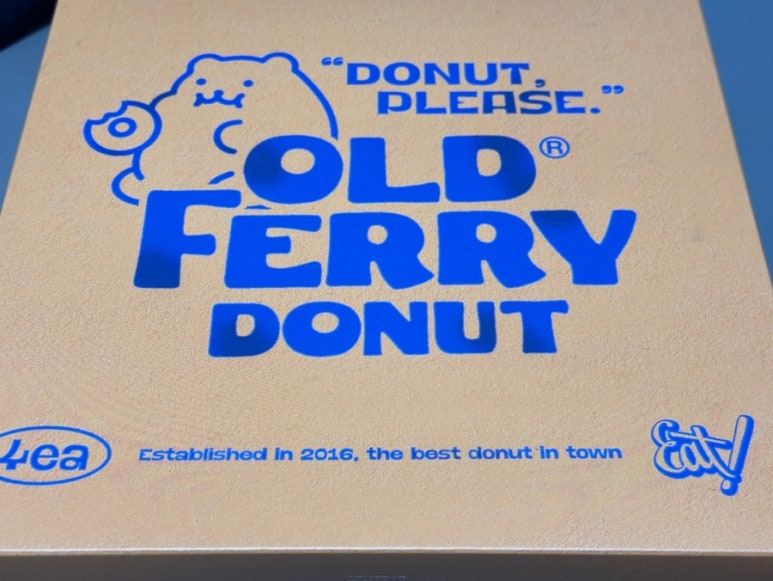 “DONUT,
PLEASE.”
OLD®
FERRY
DONUT
4ea
Established in 2016, the best donut in town
Eat!